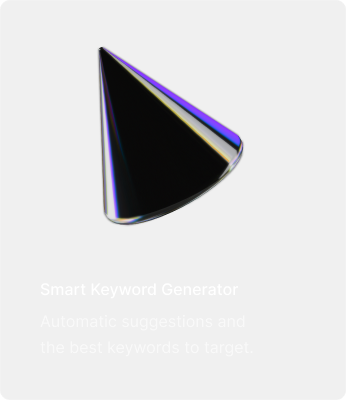 Smart Keyword Generator
Automatic suggestions and
the best keywords to target.